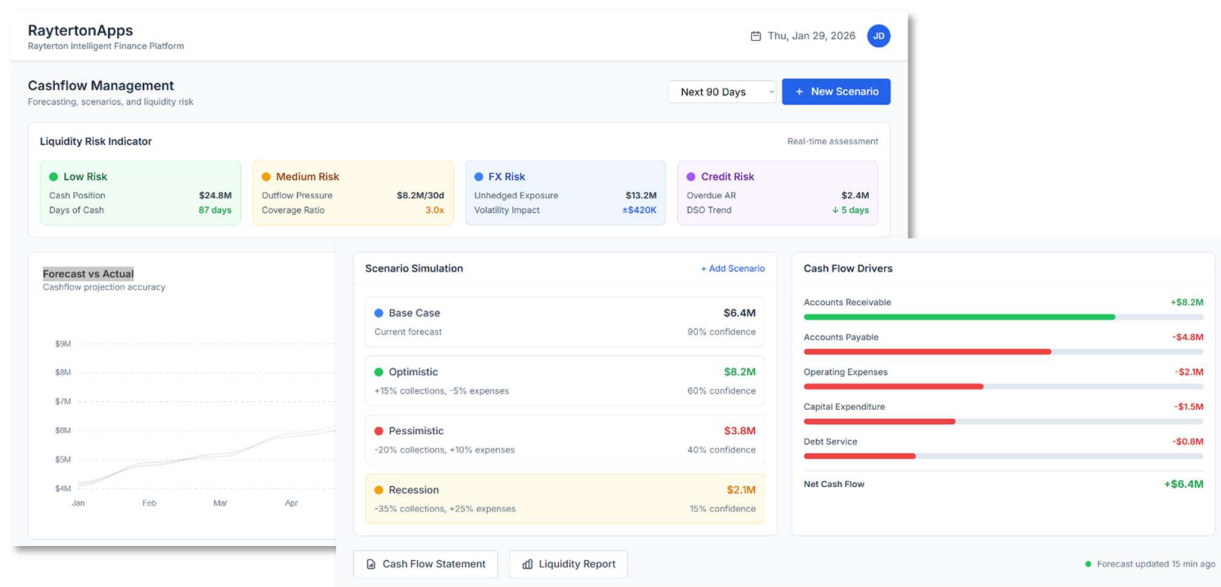 RaytertonApps
Rayterton Intelligent Finance Platform
Thu, Jan 29, 2026
JD
Cashflow Management
Forecasting, scenarios, and liquidity risk
Next 90 Days
+ New Scenario
Liquidity Risk Indicator
Real-time assessment
Low Risk
Cash Position $24.8M
Days of Cash 87 days
Medium Risk
Outflow Pressure $8.2M/30d
Coverage Ratio 3.0x
FX Risk
Unhedged Exposure $13.2M
Volatility Impact ±$420K
Credit Risk
Overdue AR $2.4M
DSO Trend ↓ 5 days
Forecast vs Actual
Cashflow projection accuracy
$9M
$8M
$7M
$6M
$5M
$4M
Jan Feb Mar Apr
Scenario Simulation
+ Add Scenario
Base Case $6.4M
Current forecast 90% confidence
Optimistic $8.2M
+15% collections, -5% expenses 60% confidence
Pessimistic $3.8M
-20% collections, +10% expenses 40% confidence
Recession $2.1M
-35% collections, +25% expenses 15% confidence
Cash Flow Drivers
Accounts Receivable +$8.2M
Accounts Payable -$4.8M
Operating Expenses -$2.1M
Capital Expenditure -$1.5M
Debt Service -$0.8M
Net Cash Flow +$6.4M
Cash Flow Statement
Liquidity Report
Forecast updated 15 min ago